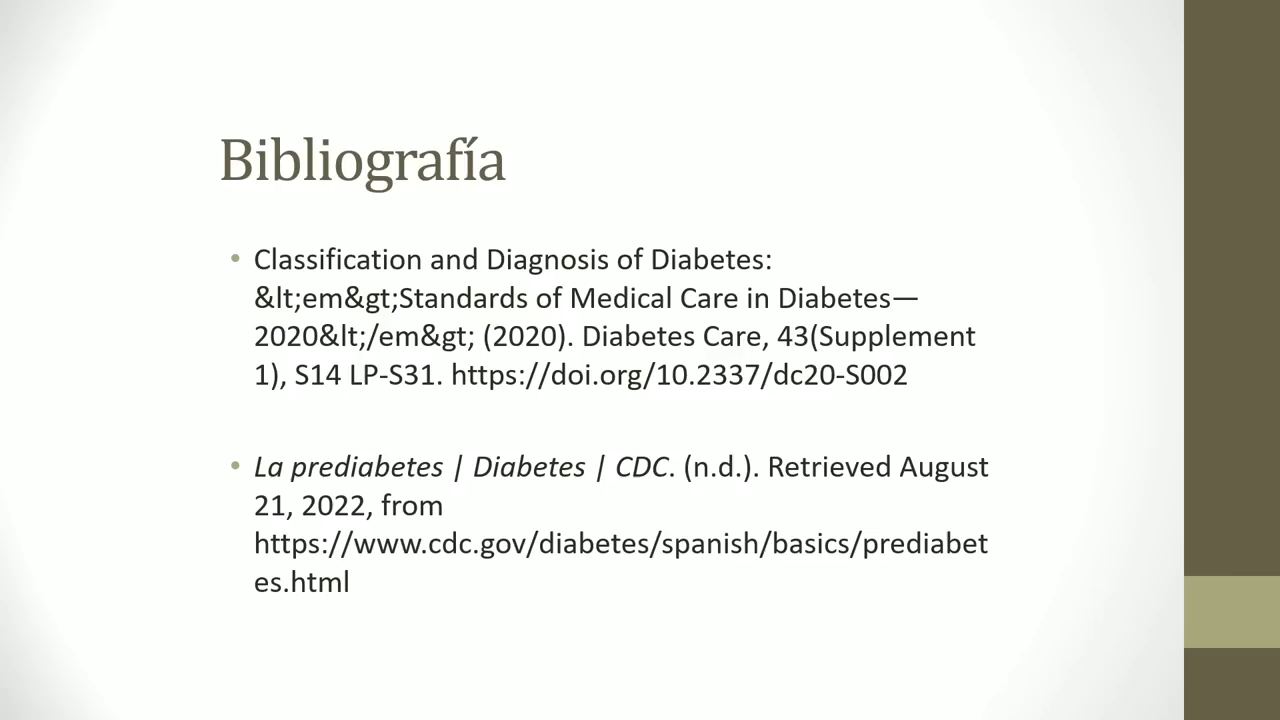 Bibliografía
• Classification and Diagnosis of Diabetes:
&lt;em&gt;Standards of Medical Care in Diabetes—
2020&lt;/em&gt; (2020). Diabetes Care, 43(Supplement
1), S14 LP-S31. https://doi.org/10.2337/dc20-S002
• La prediabetes | Diabetes | CDC. (n.d.). Retrieved August
21, 2022, from
https://www.cdc.gov/diabetes/spanish/basics/prediabet
es.html